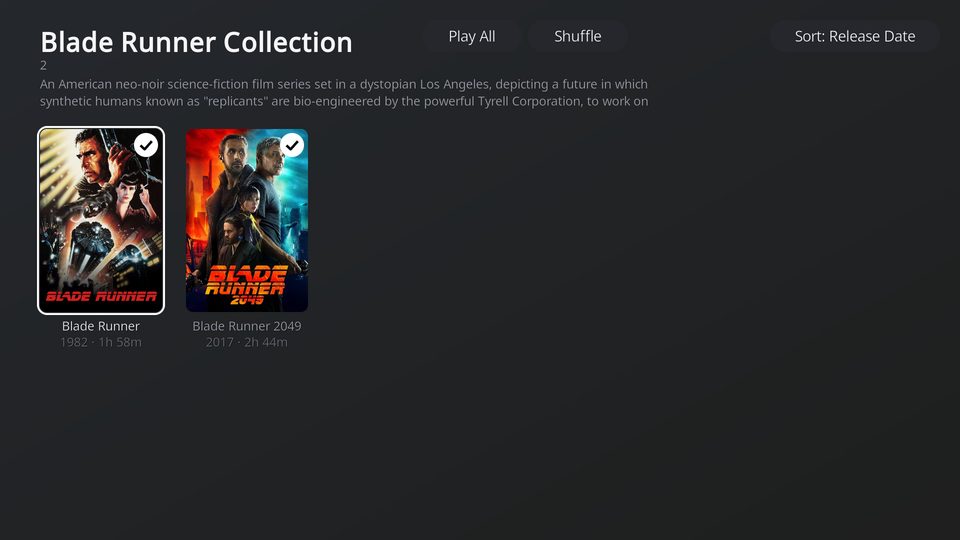 Blade Runner Collection
Play All
Shuffle
Sort: Release Date
2
An American neo-noir science-fiction film series set in a dystopian Los Angeles, depicting a future in which
synthetic humans known as "replicants" are bio-engineered by the powerful Tyrell Corporation, to work on
BLADE RUNNER
BLADE
RUNNER
2049
Blade Runner
1982 · 1h 58m
Blade Runner 2049
2017 · 2h 44m